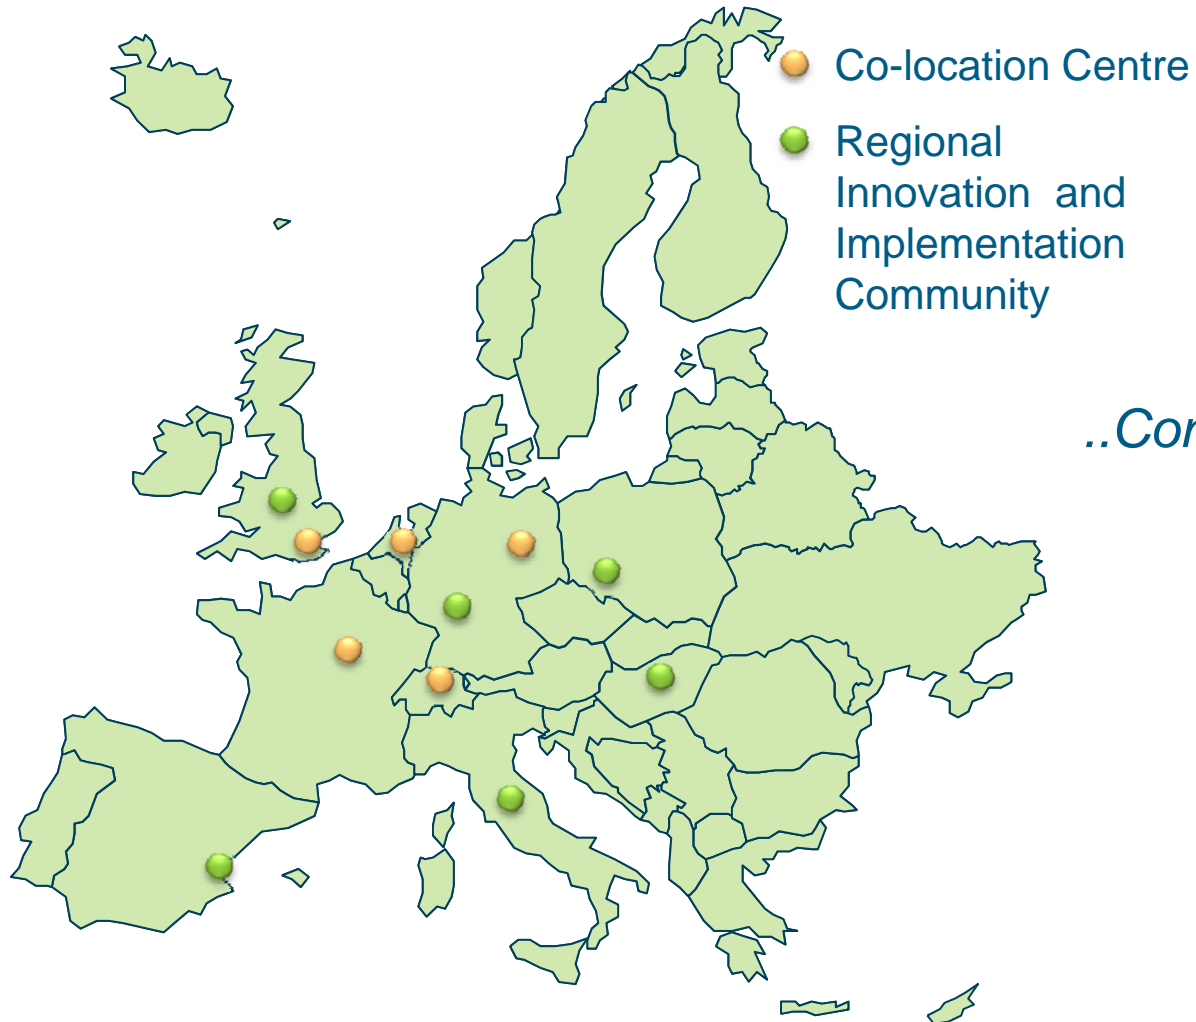 Co-location Centre
Regional
Innovation and
Implementation
Community